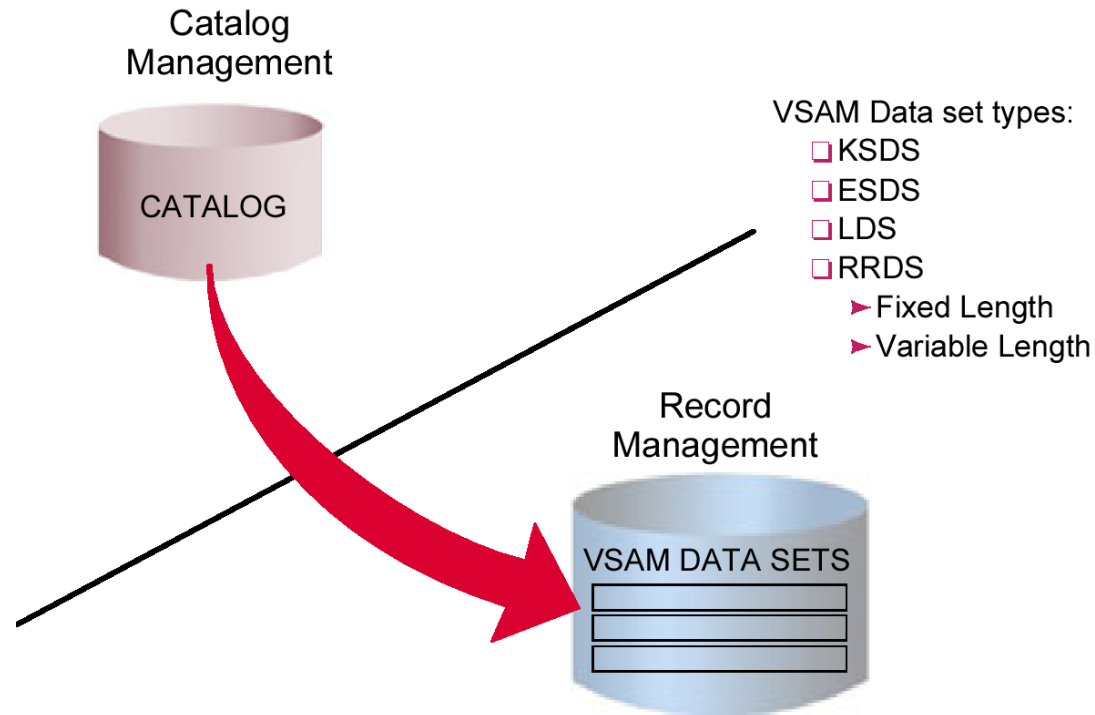 Catalog
Management
CATALOG
VSAM Data set types:
KSDS
ESDS
LDS
RRDS
Fixed Length
Variable Length
Record
Management
VSAM DATA SETS